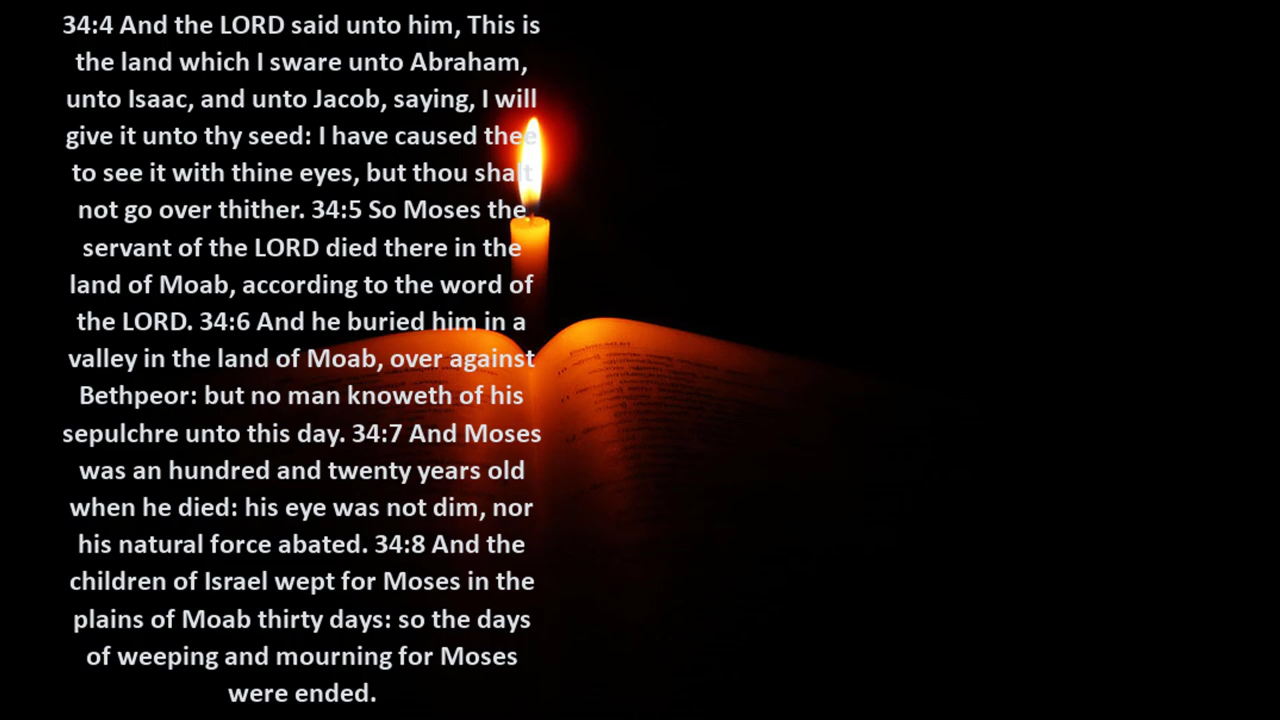 34:4 And the LORD said unto him, This is
the land which I sware unto Abraham,
unto Isaac, and unto Jacob, saying, I will
give it unto thy seed: I have caused thee
to see it with thine eyes, but thou shalt
not go over thither. 34:5 So Moses the
servant of the LORD died there in the
land of Moab, according to the word of
the LORD. 34:6 And he buried him in a
valley in the land of Moab, over against
Bethpeor: but no man knoweth of his
sepulchre unto this day. 34:7 And Moses
was an hundred and twenty years old
when he died: his eye was not dim, nor
his natural force abated. 34:8 And the
children of Israel wept for Moses in the
plains of Moab thirty days: so the days
of weeping and mourning for Moses
were ended.